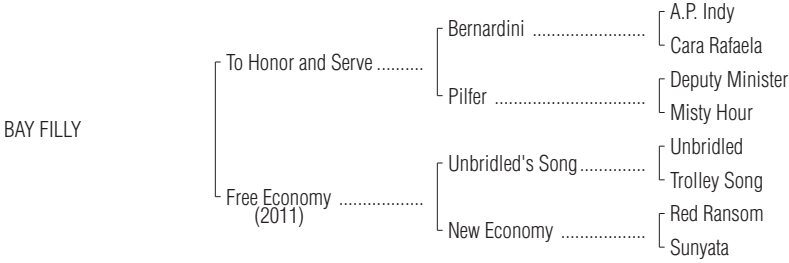 A.P. Indy
Bernardini ........................
Cara Rafaela
To Honor and Serve ..........
Deputy Minister
Pilfer ................................
Misty Hour
BAY FILLY
Unbridled
Unbridled's Song..............
Trolley Song
Free Economy ..................
(2011)
Red Ransom
New Economy ..................
Sunyata